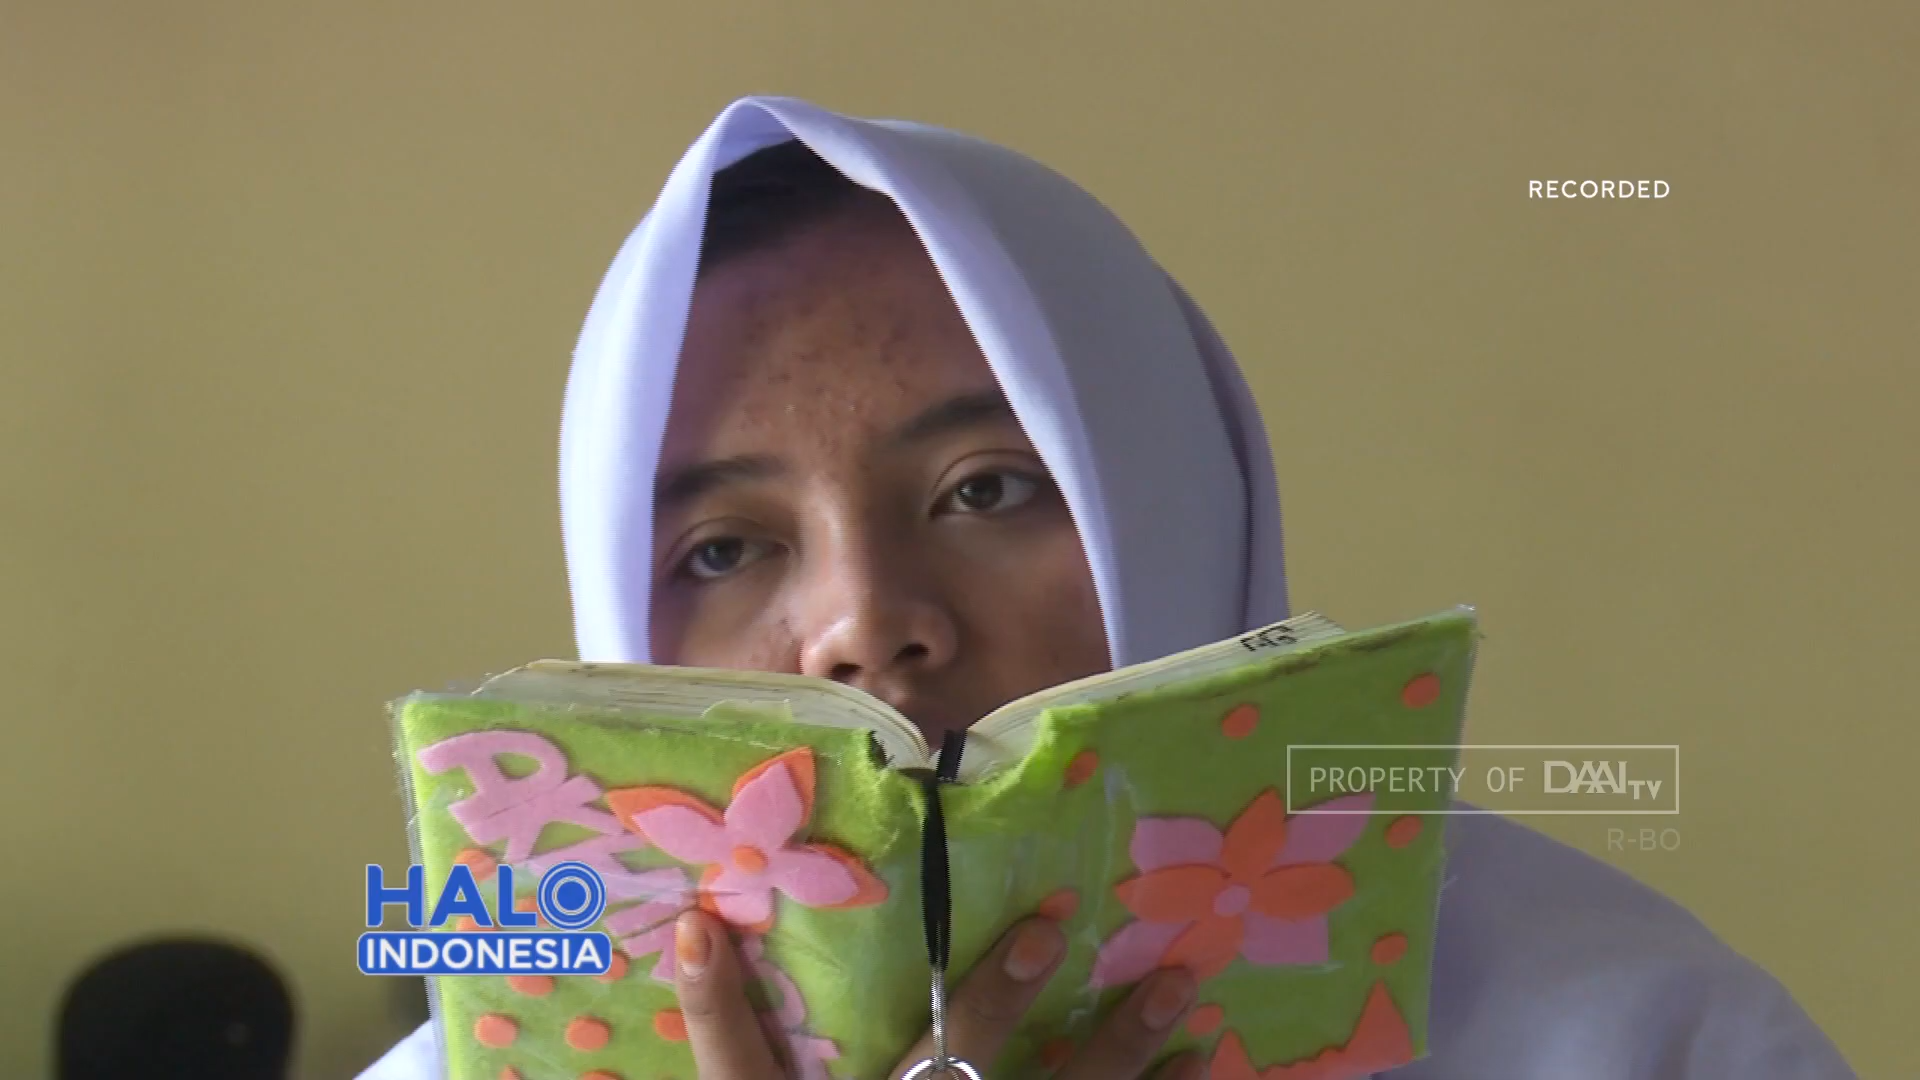 RECORDED
PROPERTY OF DAAI TV
R-BO
HALO
INDONESIA